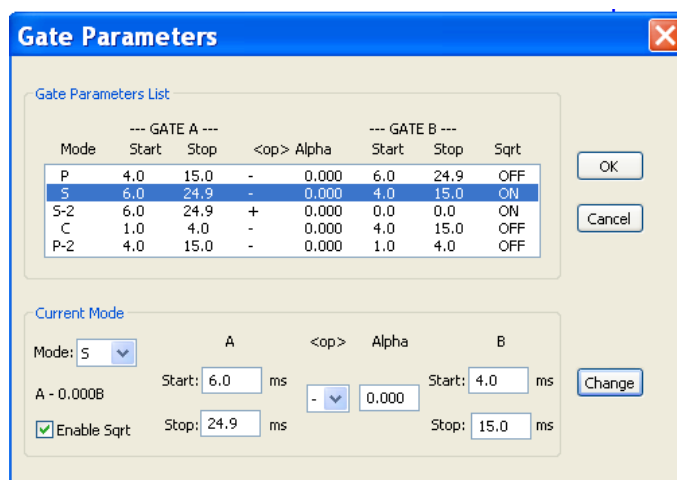 Gate Parameters
Gate Parameters List
--- GATE A --- --- GATE B ---
Mode Start Stop <op> Alpha Start Stop Sqrt
P 4.0 15.0 - 0.000 6.0 24.9 OFF
S 6.0 24.9 - 0.000 4.0 15.0 ON
S-2 6.0 24.9 + 0.000 0.0 0.0 ON
C 1.0 4.0 - 0.000 4.0 15.0 OFF
P-2 4.0 15.0 - 0.000 1.0 4.0 OFF
OK
Cancel
Current Mode
A <op> Alpha B
Mode: S
Start: 6.0 ms - 0.000 Start: 4.0 ms
Change
A - 0.000B
Enable Sqrt Stop: 24.9 ms Stop: 15.0 ms